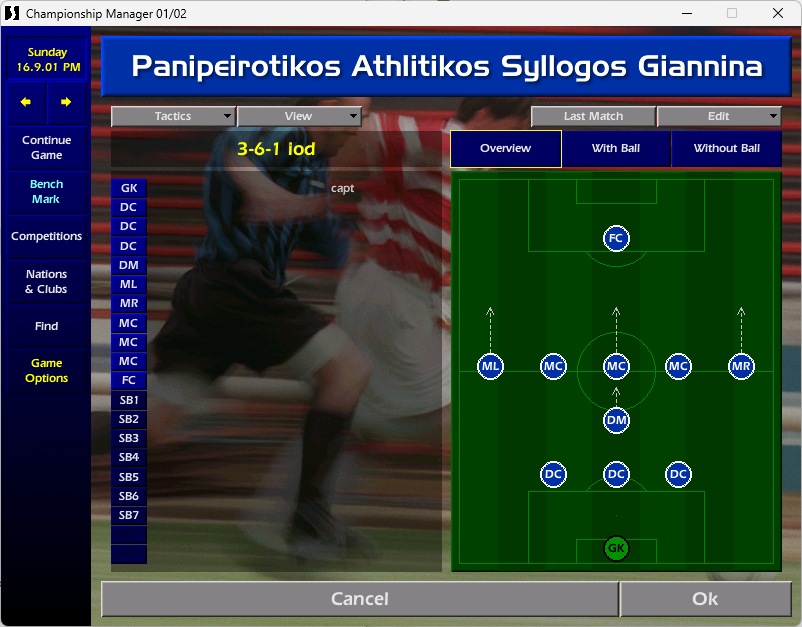 Championship Manager 01/02
Sunday
16.9.01 PM
Continue
Game
Bench
Mark
Competitions
Nations
& Clubs
Find
Game
Options
Panipeirotikos Athlitikos Syllogos Giannina
Tactics
View
Last Match
Edit
3-6-1 iod
Overview
With Ball
Without Ball
GK capt
DC
DC
DC
DM
ML
MR
MC
MC
MC
FC
SB1
SB2
SB3
SB4
SB5
SB6
SB7
FC
ML MC MC MC MR
DM
DC DC DC
GK
Cancel
Ok